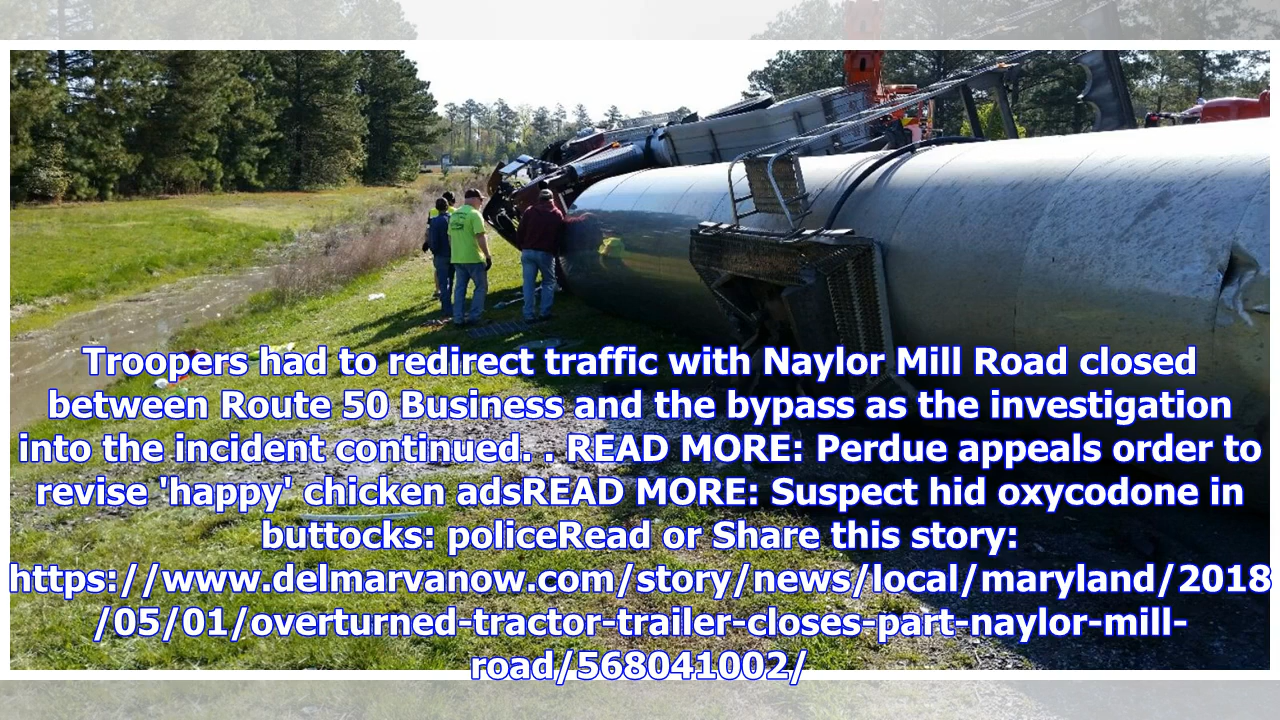 Troopers had to redirect traffic with Naylor Mill Road closed
between Route 50 Business and the bypass as the investigation
into the incident continued. . READ MORE: Perdue appeals order to
revise 'happy' chicken adsREAD MORE: Suspect hid oxycodone in
buttocks: policeRead or Share this story:
https://www.delmarvanow.com/story/news/local/maryland/2018
/05/01/overturned-tractor-trailer-closes-part-naylor-mill-
road/568041002/